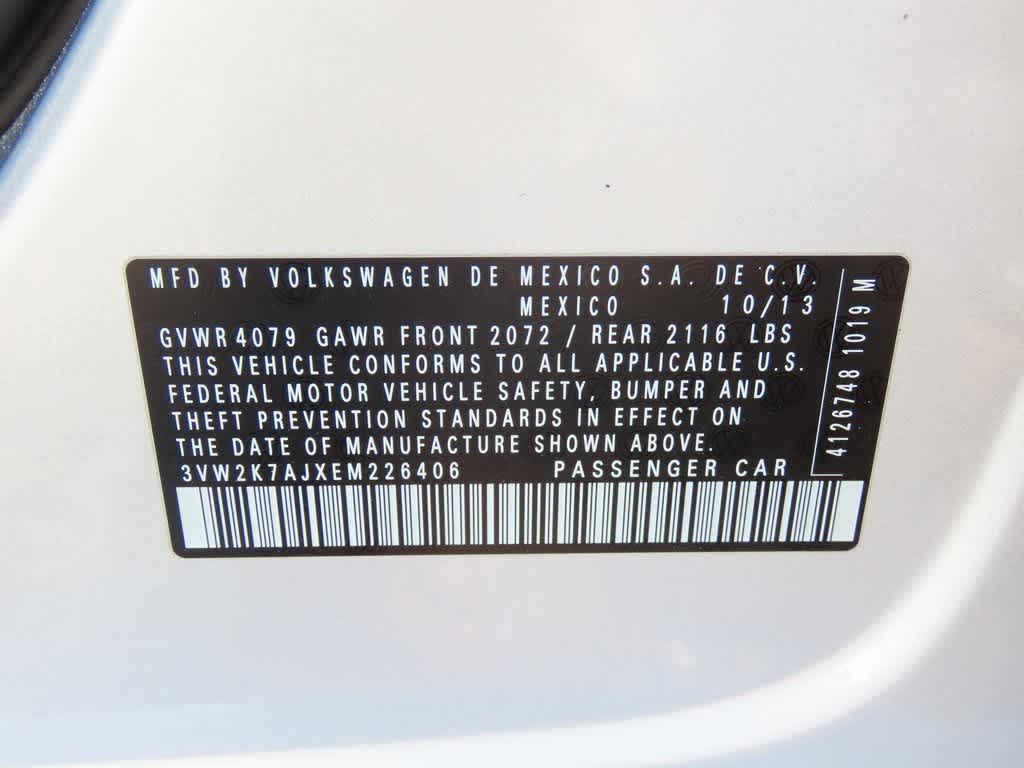 MFD BY VOLKSWAGEN DE MEXICO S.A. DE C.V.
MEXICO 10/13
GVWR 4079 GAWR FRONT 2072 / REAR 2116 LBS
THIS VEHICLE CONFORMS TO ALL APPLICABLE U.S.
FEDERAL MOTOR VEHICLE SAFETY, BUMPER AND
THEFT PREVENTION STANDARDS IN EFFECT ON
THE DATE OF MANUFACTURE SHOWN ABOVE.
3VW2K7AJXEM226406 PASSENGER CAR
4126748 1019 M